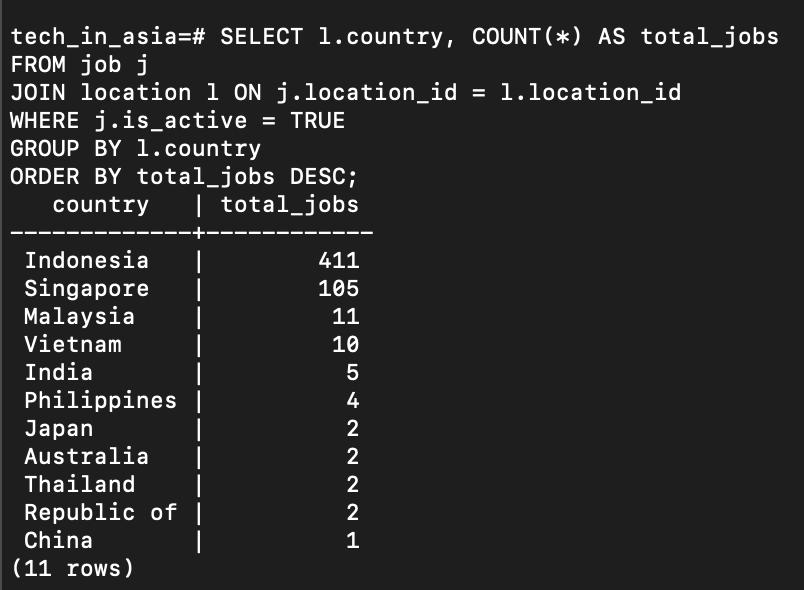 tech_in_asia=# SELECT l.country, COUNT(*) AS total_jobs
FROM job j
JOIN location l ON j.location_id = l.location_id
WHERE j.is_active = TRUE
GROUP BY l.country
ORDER BY total_jobs DESC;
   country   | total_jobs
-------------+------------
 Indonesia   |        411
 Singapore   |        105
 Malaysia    |         11
 Vietnam     |         10
 India       |          5
 Philippines |          4
 Japan       |          2
 Australia   |          2
 Thailand    |          2
 Republic of |          2
 China       |          1
(11 rows)